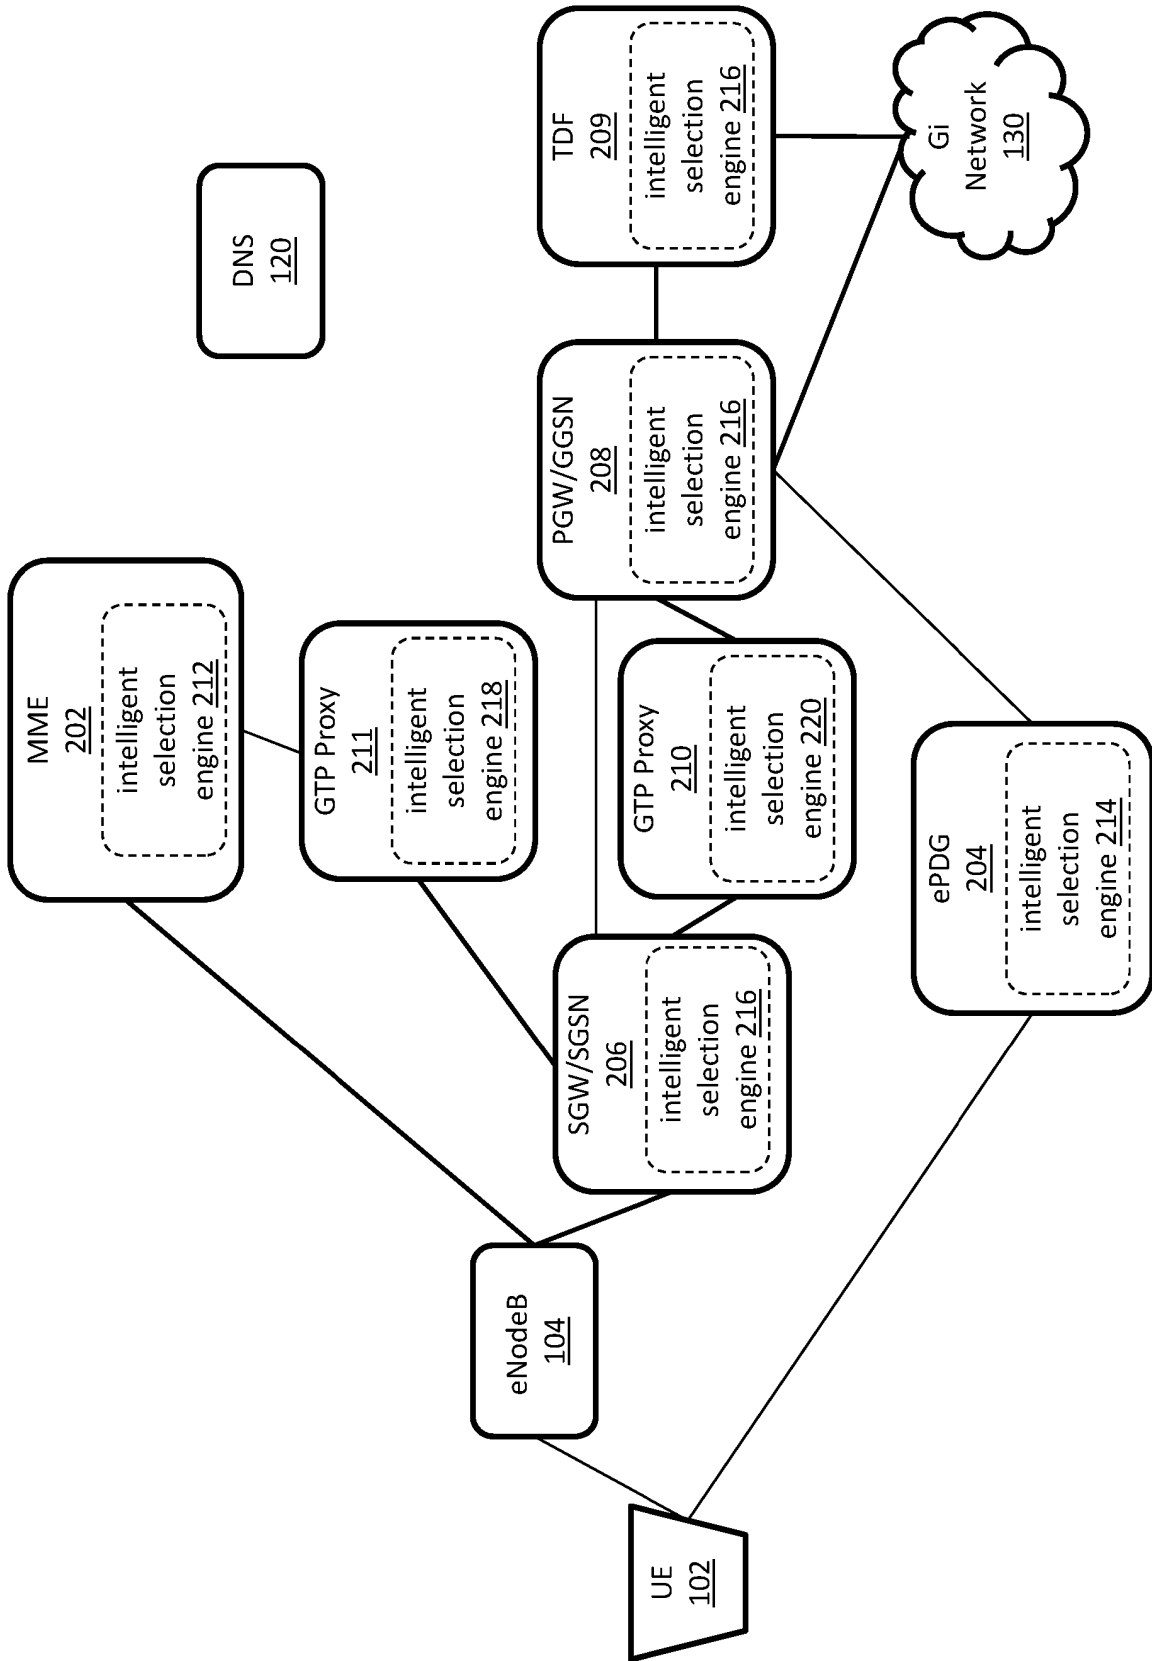 MME
202
intelligent
selection
engine 212
DNS
120
GTP Proxy
211
intelligent
selection
engine 218
eNodeB
104
SGW/SGSN
206
intelligent
selection
engine 216
PGW/GGSN
208
intelligent
selection
engine 216
TDF
209
intelligent
selection
engine 216
UE
102
GTP Proxy
210
intelligent
selection
engine 220
ePDG
204
intelligent
selection
engine 214
Gi
Network
130